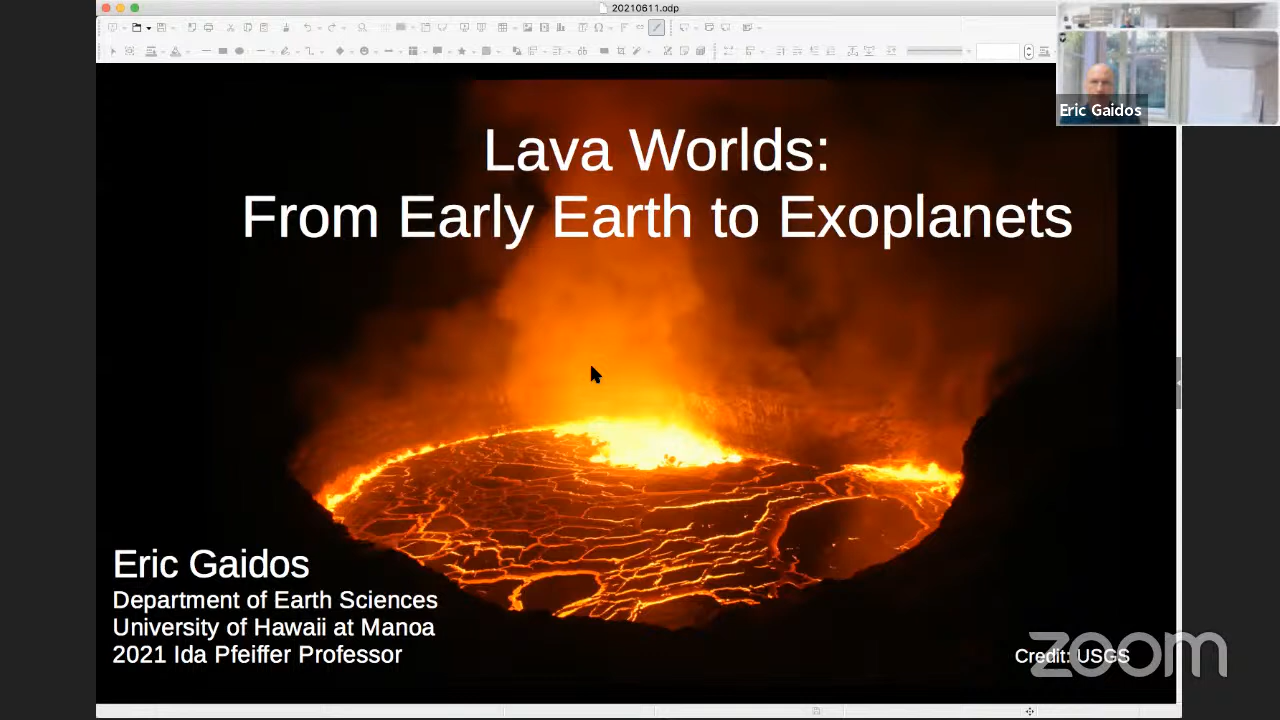 20210611.odp
Eric Gaidos
Lava Worlds:
From Early Earth to Exoplanets
Eric Gaidos
Department of Earth Sciences
University of Hawaii at Manoa
2021 Ida Pfeiffer Professor
Credit: USGS
zoom